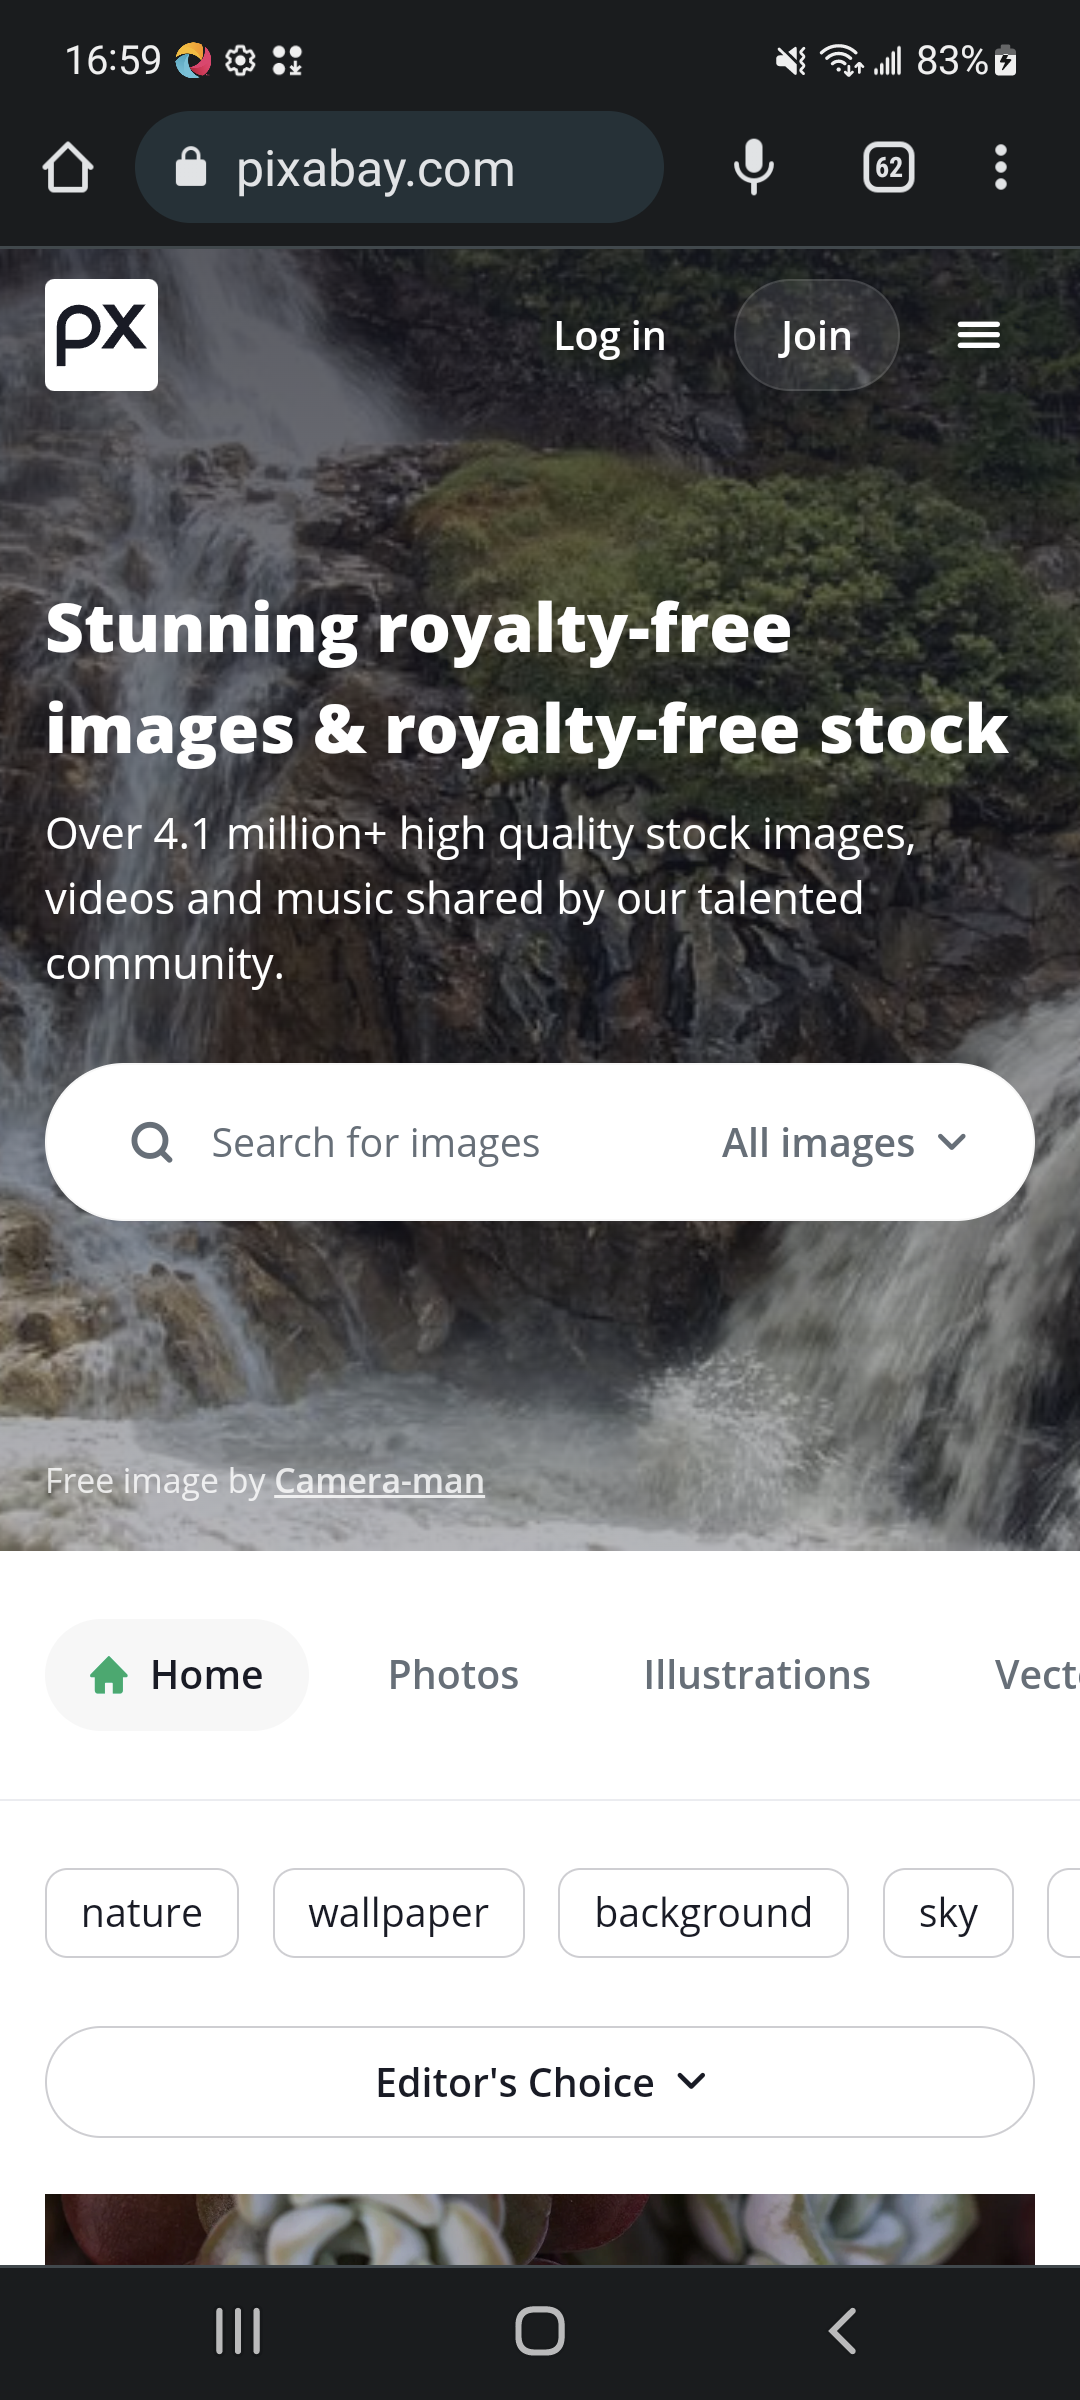 16:59 83%
pixabay.com 62
px Log in Join
Stunning royalty-free
images & royalty-free stock
Over 4.1 million+ high quality stock images,
videos and music shared by our talented
community.
Search for images All images
Free image by Camera-man
Home Photos Illustrations Vect
nature wallpaper background sky
Editor's Choice